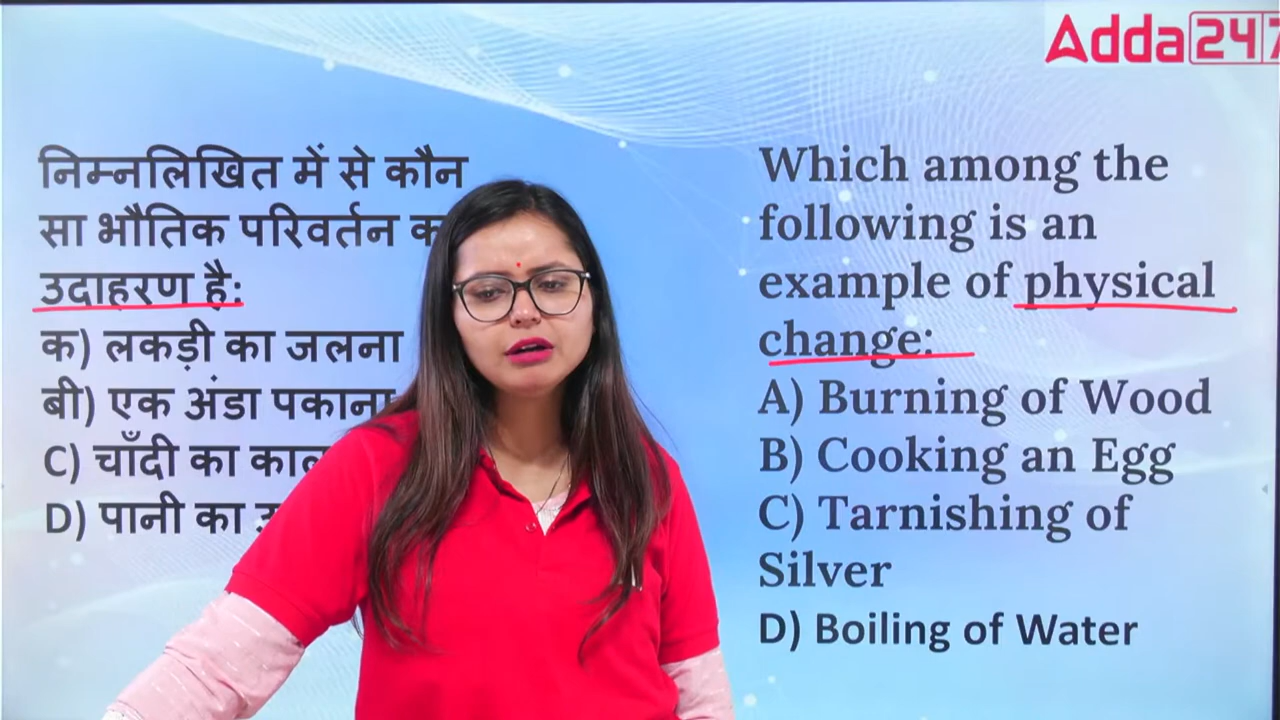 Adda247
निम्नलिखित में से कौन
सा भौतिक परिवर्तन
उदाहरण है:
क) लकड़ी का जलना
बी) एक अंडा पकाना
C) चाँदी का
D) पानी का
Which among the
following is an
example of physical
change:
A) Burning of Wood
B) Cooking an Egg
C) Tarnishing of
Silver
D) Boiling of Water